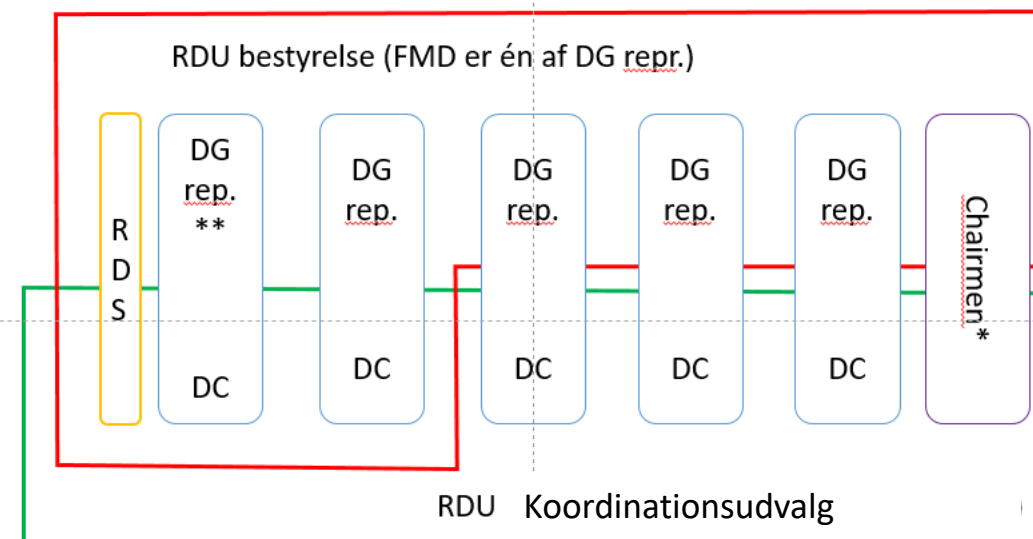 RDU bestyrelse (FMD er én af DG repr.)
R
D
S
DG
rep.
**
DC
DG
rep.
DC
DG
rep.
DC
DG
rep.
DC
DG
rep.
DC
Chairmen*
RDU Koordinationsudvalg